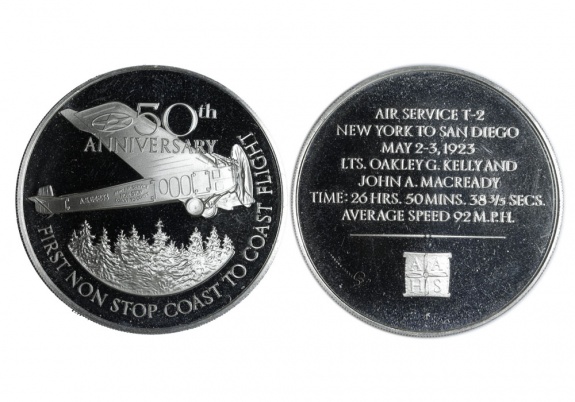 50th
ANNIVERSARY
FIRST NON STOP COAST TO COAST FLIGHT
AIR SERVICE T-2
NEW YORK TO SAN DIEGO
MAY 2-3, 1923
LTS. OAKLEY G. KELLY AND
JOHN A. MACREADY
TIME: 26 HRS. 50 MINS. 38 3/5 SECS.
AVERAGE SPEED 92 M.P.H.
A A
H S